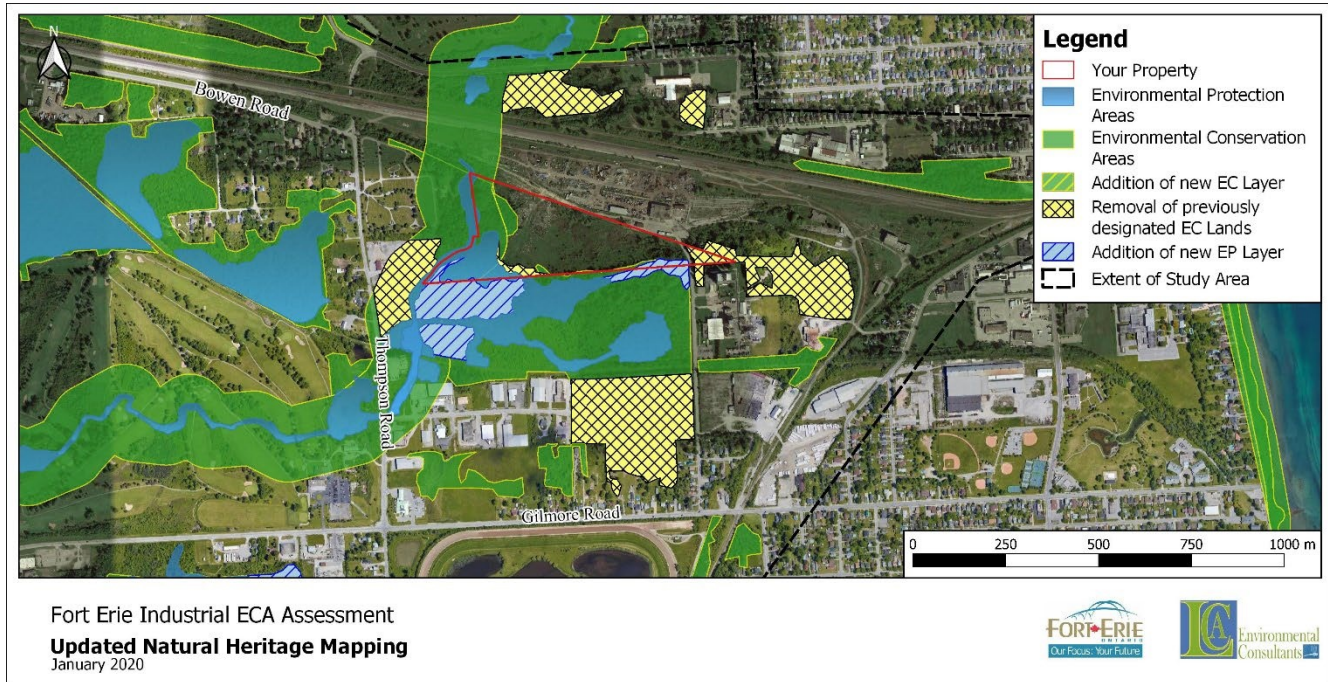 N
Bowen Road
Thompson Road
Gilmore Road
Legend
Your Property
Environmental Protection
Areas
Environmental Conservation
Areas
Addition of new EC Layer
Removal of previously
designated EC Lands
Addition of new EP Layer
Extent of Study Area
0 250 500 750 1000 m
Fort Erie Industrial ECA Assessment
Updated Natural Heritage Mapping
January 2020
FORT ERIE
ONTARIO
Our Focus: Your Future
LCA
Environmental
Consultants